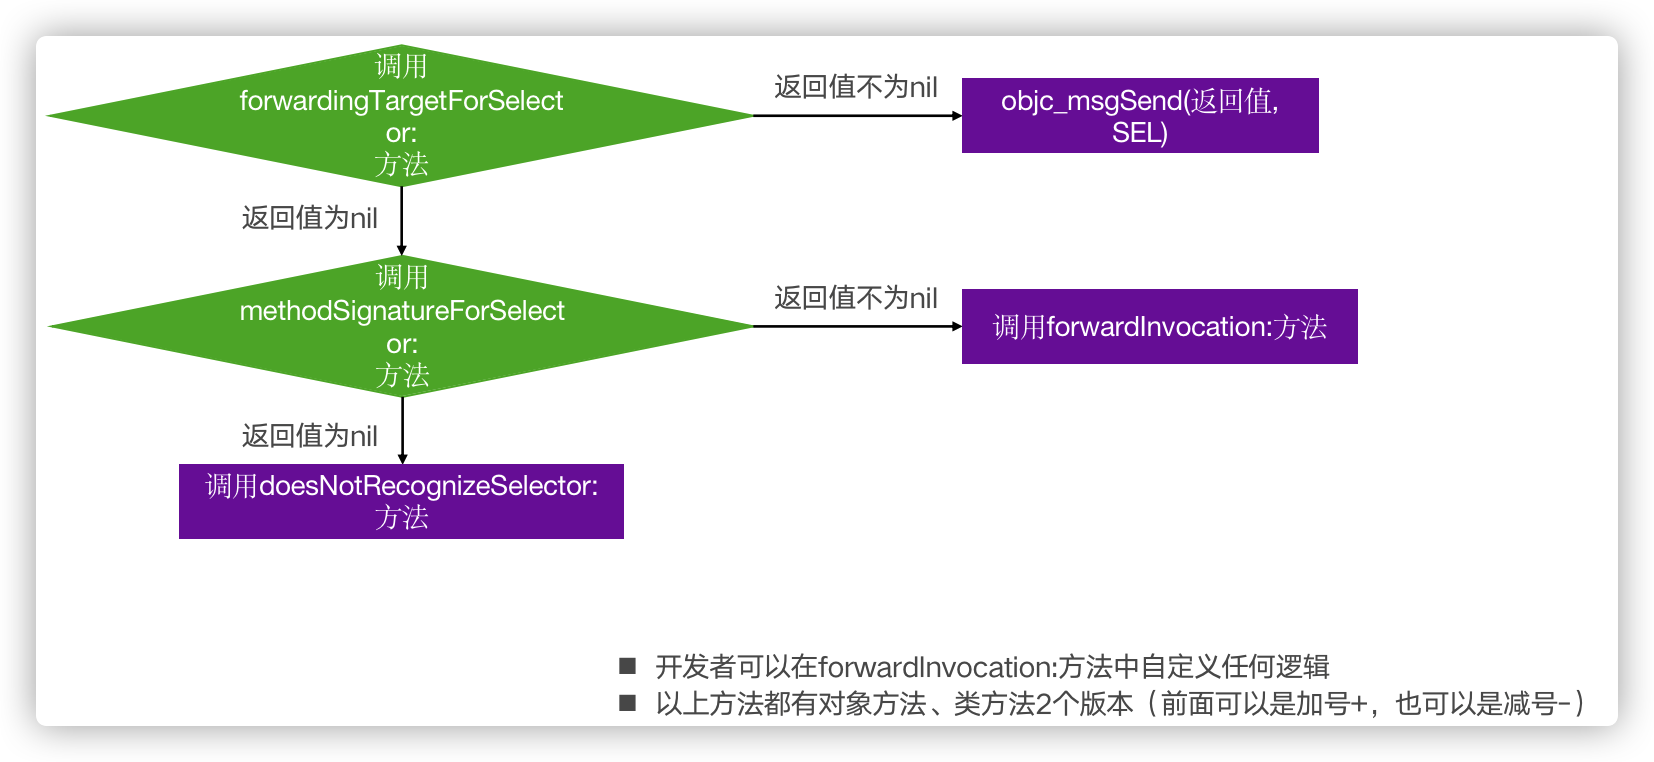 调用
forwardingTargetForSelect
or:
方法
返回值不为nil
objc_msgSend(返回值,
SEL)
返回值为nil
调用
methodSignatureForSelect
or:
方法
返回值不为nil
调用forwardInvocation:方法
返回值为nil
调用doesNotRecognizeSelector:
方法
■ 开发者可以在forwardInvocation:方法中自定义任何逻辑
■ 以上方法都有对象方法、类方法2个版本（前面可以是加号+，也可以是减号-）